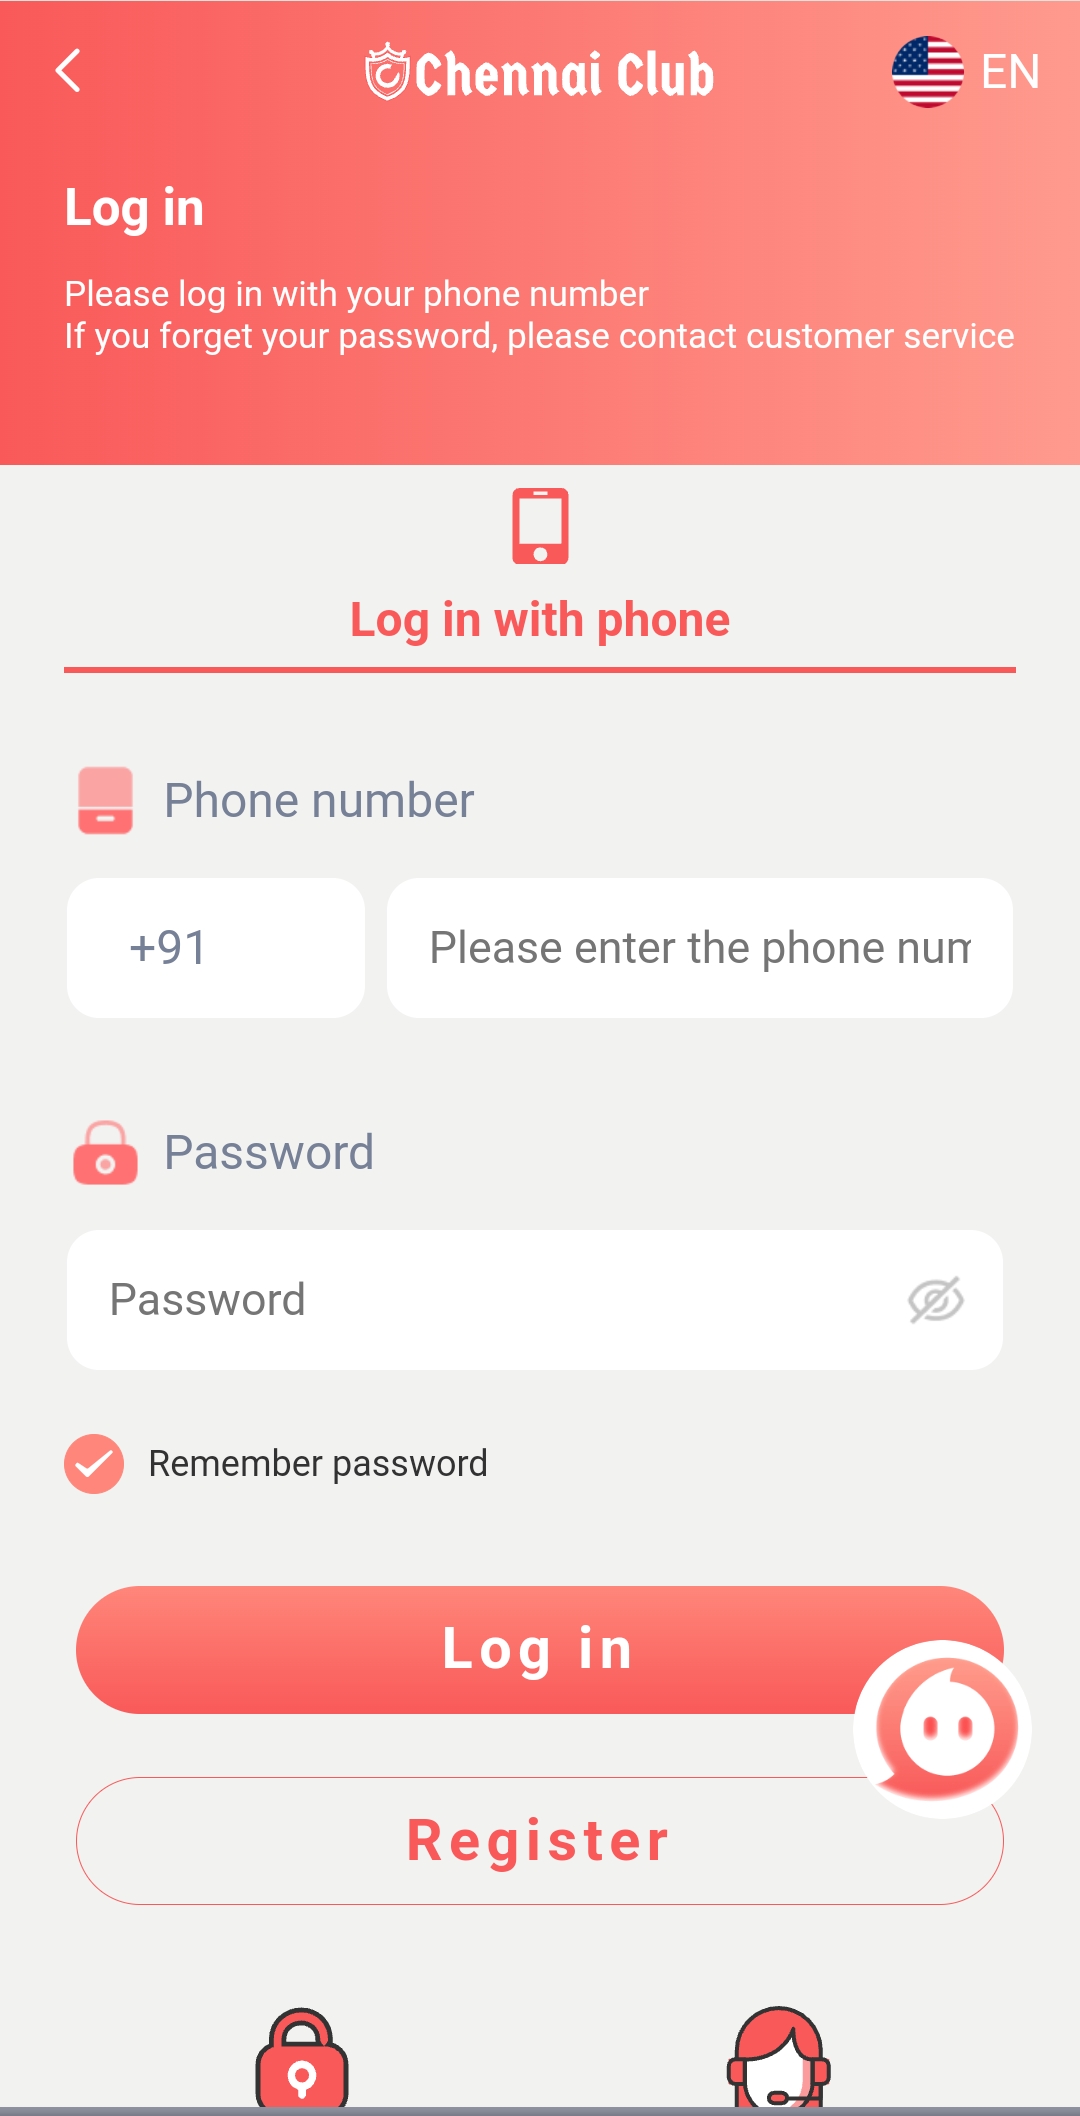 Chennai Club
EN
Log in
Please log in with your phone number
If you forget your password, please contact customer service
Log in with phone
Phone number
+91
Please enter the phone num
Password
Password
Remember password
Log in
Register